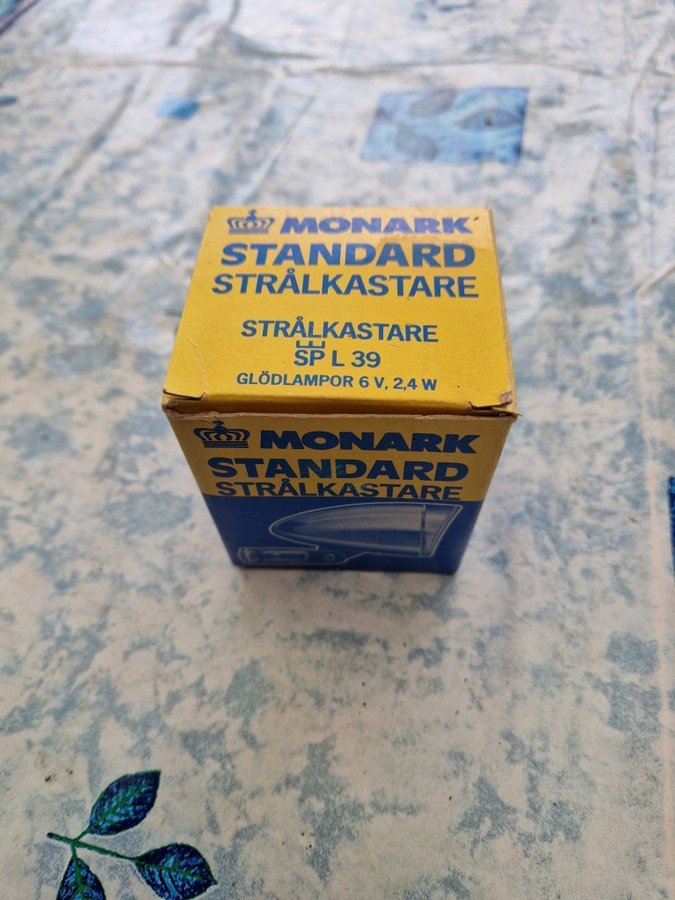 MONARK
STANDARD
STRÅLKASTARE
STRÅLKASTARE
SP L 39
GLÖDLAMPOR 6 V, 2,4 W
MONARK
STANDARD
STRÅLKASTARE